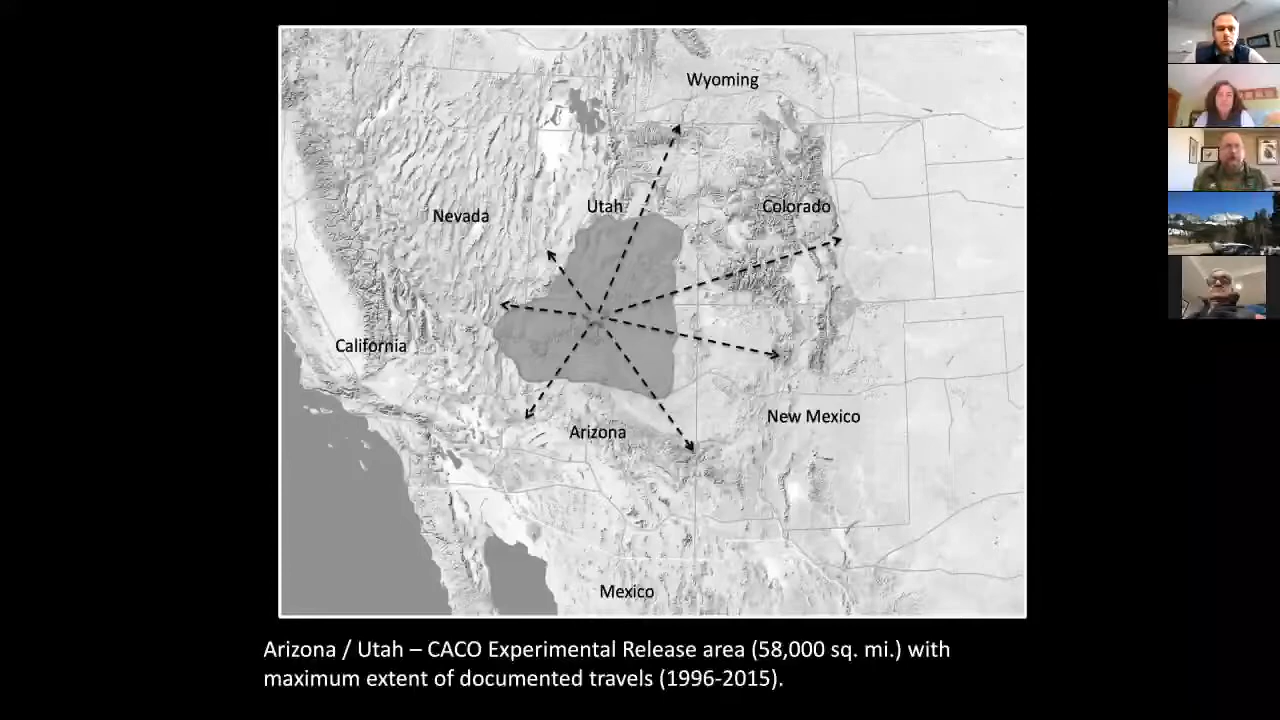 Wyoming
Utah
Colorado
Nevada
California
New Mexico
Arizona
Mexico
Arizona / Utah – CACO Experimental Release area (58,000 sq. mi.) with
maximum extent of documented travels (1996-2015).